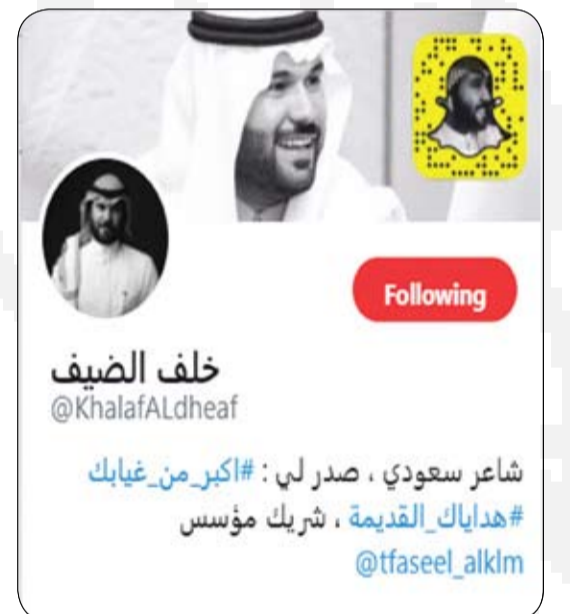 Following
خلف الضيف
@KhalafALdheaf
شاعر سعودي ، صدر لي : #اكبر_من_غيابك
#هداياك_القديمة ، شريك مؤسس
@tfaseel_alklm